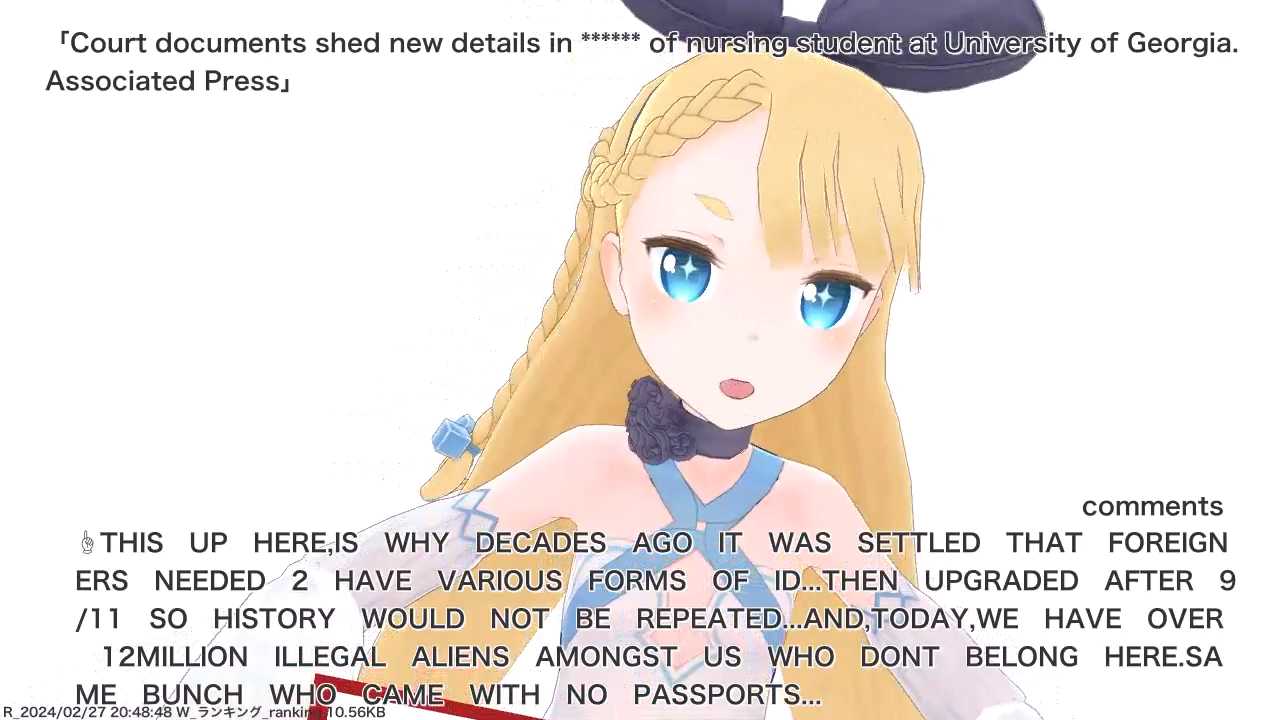 「Court documents shed new details in ****** of nursing student at University of Georgia.
Associated Press」
comments
☝THIS UP HERE,IS WHY DECADES AGO IT WAS SETTLED THAT FOREIGN
ERS NEEDED 2 HAVE VARIOUS FORMS OF ID...THEN UPGRADED AFTER 9
/11 SO HISTORY WOULD NOT BE REPEATED...AND,TODAY,WE HAVE OVER
12MILLION ILLEGAL ALIENS AMONGST US WHO DONT BELONG HERE.SA
ME BUNCH WHO CAME WITH NO PASSPORTS...
R_2024/02/27 20:48:48 W_ランキング_ranking 10.56KB